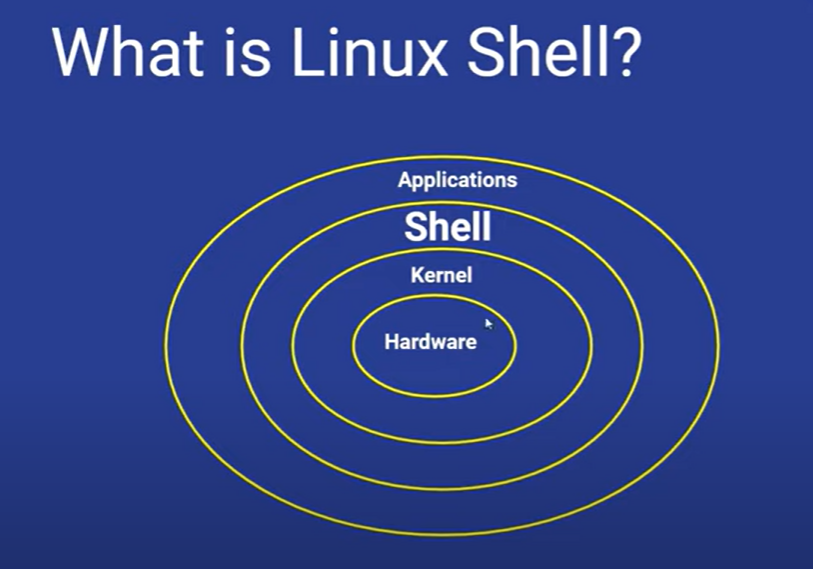 What is Linux Shell?
Applications
Shell
Kernel
Hardware